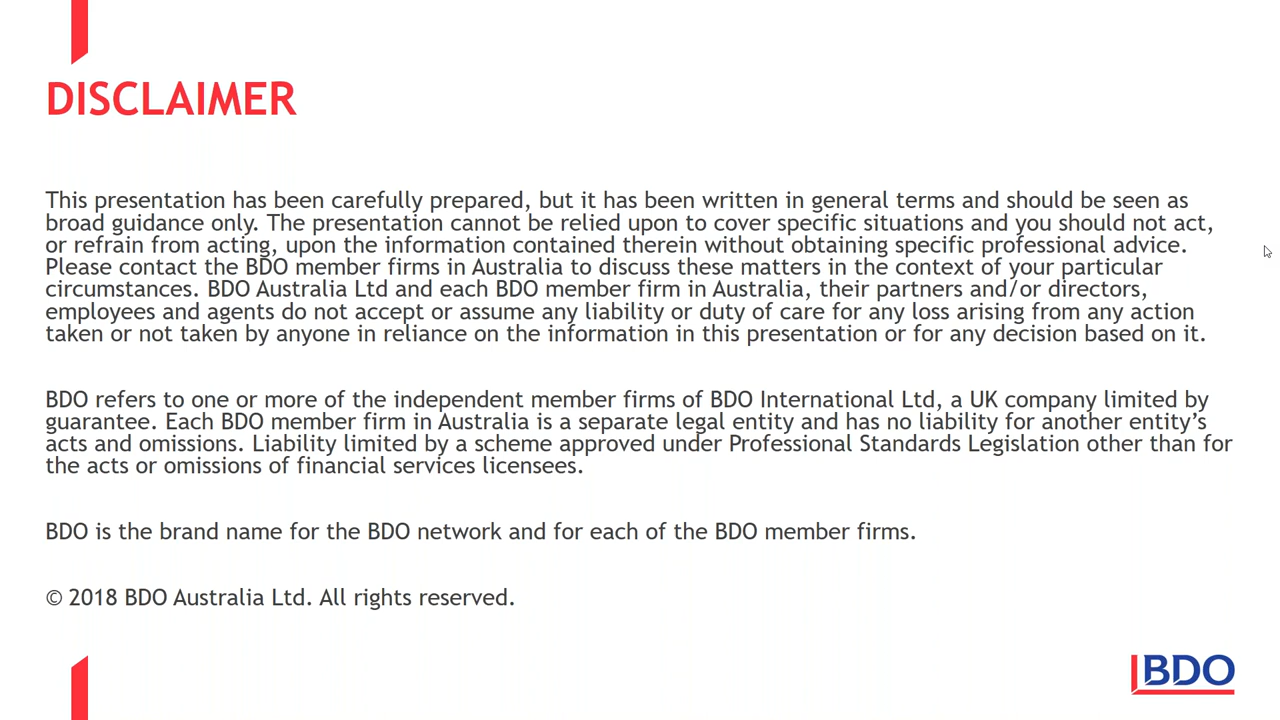 DISCLAIMER
This presentation has been carefully prepared, but it has been written in general terms and should be seen as
broad guidance only. The presentation cannot be relied upon to cover specific situations and you should not act,
or refrain from acting, upon the information contained therein without obtaining specific professional advice.
Please contact the BDO member firms in Australia to discuss these matters in the context of your particular
circumstances. BDO Australia Ltd and each BDO member firm in Australia, their partners and/or directors,
employees and agents do not accept or assume any liability or duty of care for any loss arising from any action
taken or not taken by anyone in reliance on the information in this presentation or for any decision based on it.
BDO refers to one or more of the independent member firms of BDO International Ltd, a UK company limited by
guarantee. Each BDO member firm in Australia is a separate legal entity and has no liability for another entity’s
acts and omissions. Liability limited by a scheme approved under Professional Standards Legislation other than for
the acts or omissions of financial services licensees.
BDO is the brand name for the BDO network and for each of the BDO member firms.
© 2018 BDO Australia Ltd. All rights reserved.
BDO